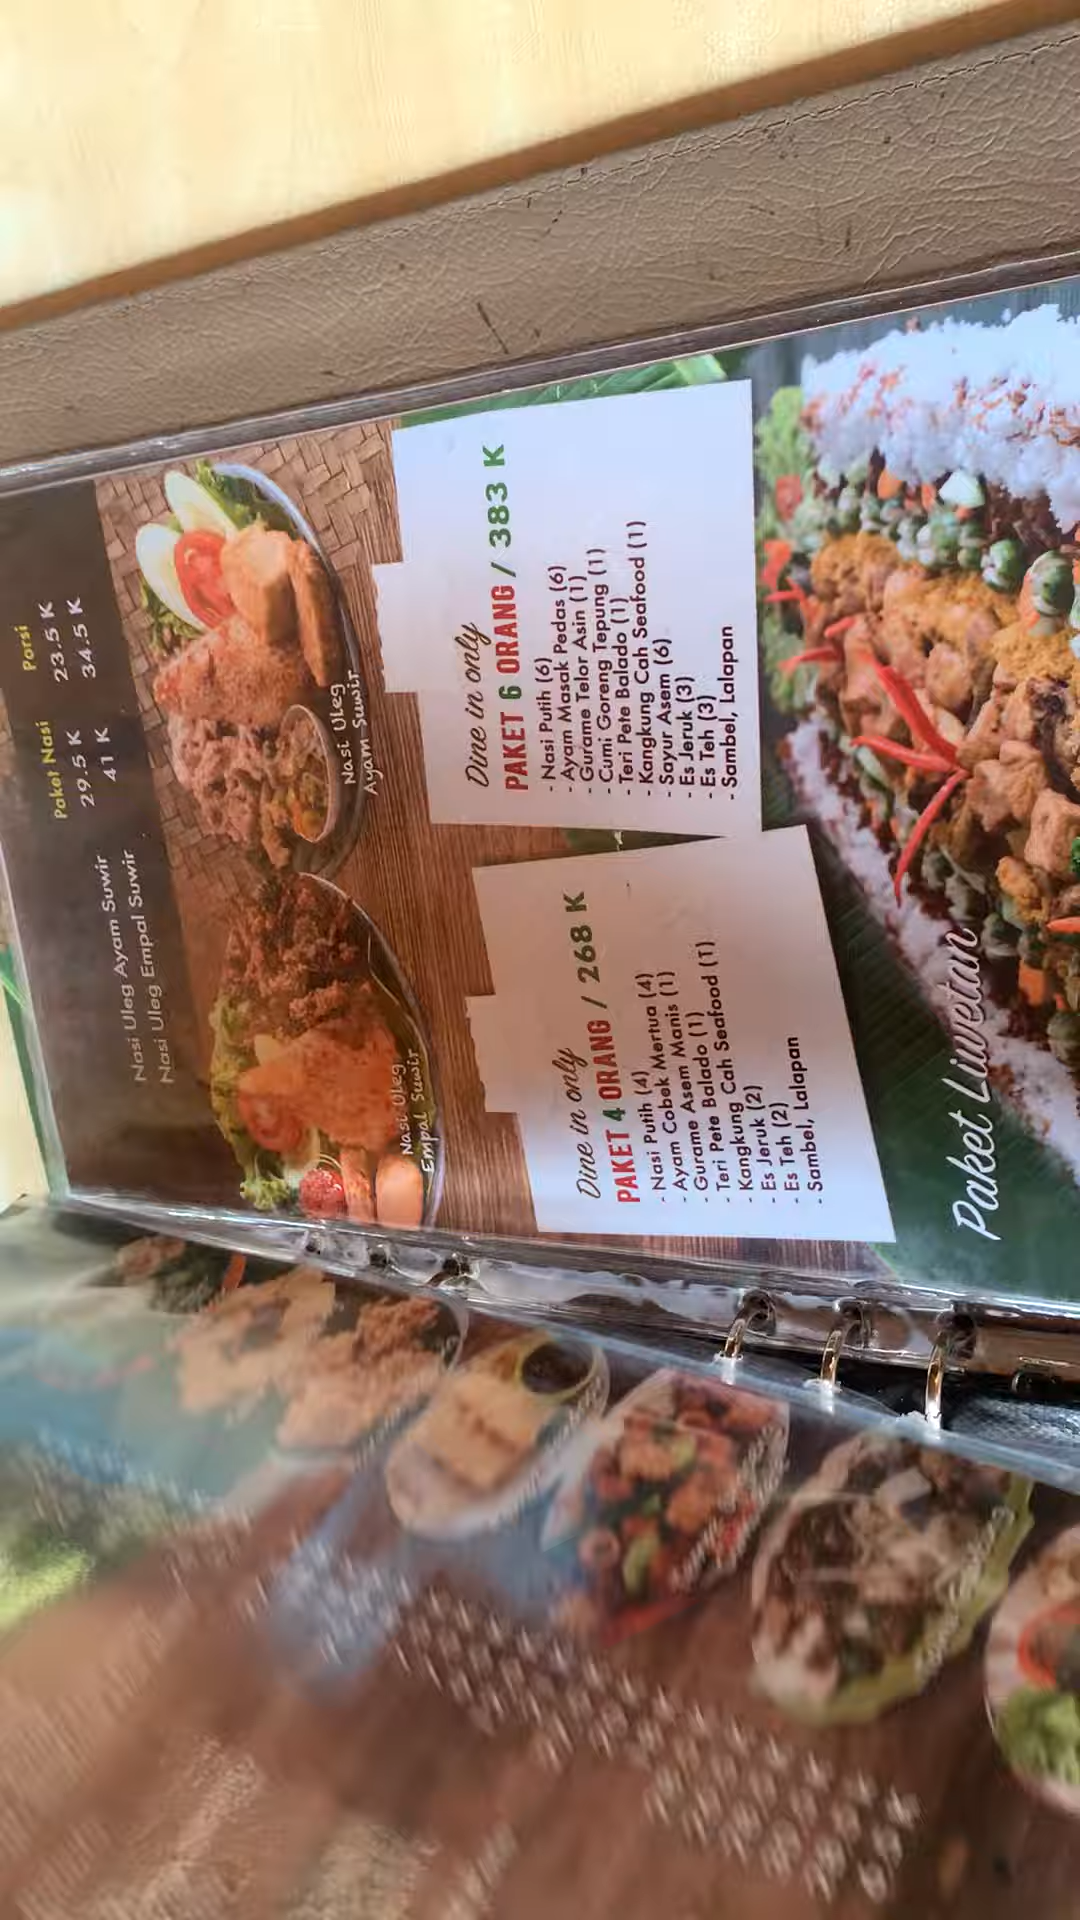 Paket Nasi Porsi
Nasi Uleg Ayam Suwir 29.5 K 23.5 K
Nasi Uleg Empal Suwir 41 K 34.5 K
Nasi Uleg
Empal Suwir
Nasi Uleg
Ayam Suwir
Dine in only
PAKET 4 ORANG / 268 K
- Nasi Putih (4)
- Ayam Cobek Mertua (4)
- Gurame Asem Manis (1)
- Teri Pete Balado (1)
- Kangkung Cah Seafood (1)
- Es Jeruk (2)
- Es Teh (2)
- Sambel, Lalapan
Dine in only
PAKET 6 ORANG / 383 K
- Nasi Putih (6)
- Ayam Masak Pedas (6)
- Gurame Telor Asin (1)
- Cumi Goreng Tepung (1)
- Teri Pete Balado (1)
- Kangkung Cah Seafood (1)
- Sayur Asem (6)
- Es Jeruk (3)
- Es Teh (3)
- Sambel, Lalapan
Paket Liwetan